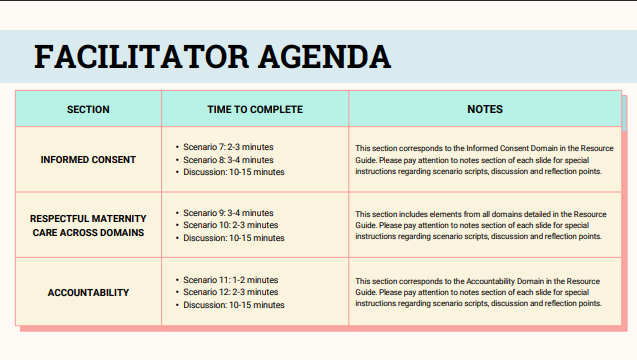 FACILITATOR AGENDA
SECTION
TIME TO COMPLETE
NOTES
INFORMED CONSENT
• Scenario 7: 2-3 minutes
• Scenario 8: 3-4 minutes
• Discussion: 10-15 minutes
This section corresponds to the Informed Consent Domain in the Resource
Guide. Please pay attention to notes section of each slide for special
instructions regarding scenario scripts, discussion and reflection points.
RESPECTFUL MATERNITY
CARE ACROSS DOMAINS
• Scenario 9: 3-4 minutes
• Scenario 10: 2-3 minutes
• Discussion: 10-15 minutes
This section includes elements from all domains detailed in the Resource
Guide. Please pay attention to notes section of each slide for special
instructions regarding scenario scripts, discussion and reflection points.
ACCOUNTABILITY
• Scenario 11: 1-2 minutes
• Scenario 12: 2-3 minutes
• Discussion: 10-15 minutes
This section corresponds to the Accountability Domain in the Resource
Guide. Please pay attention to notes section of each slide for special
instructions regarding scenario scripts, discussion and reflection points.